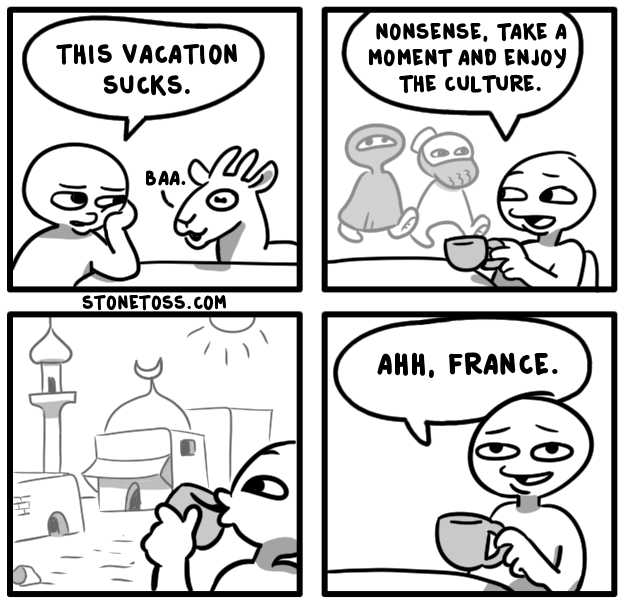 THIS VACATION
SUCKS.
BAA.
NONSENSE, TAKE A
MOMENT AND ENJOY
THE CULTURE.
STONETOSS.COM
AHH, FRANCE.